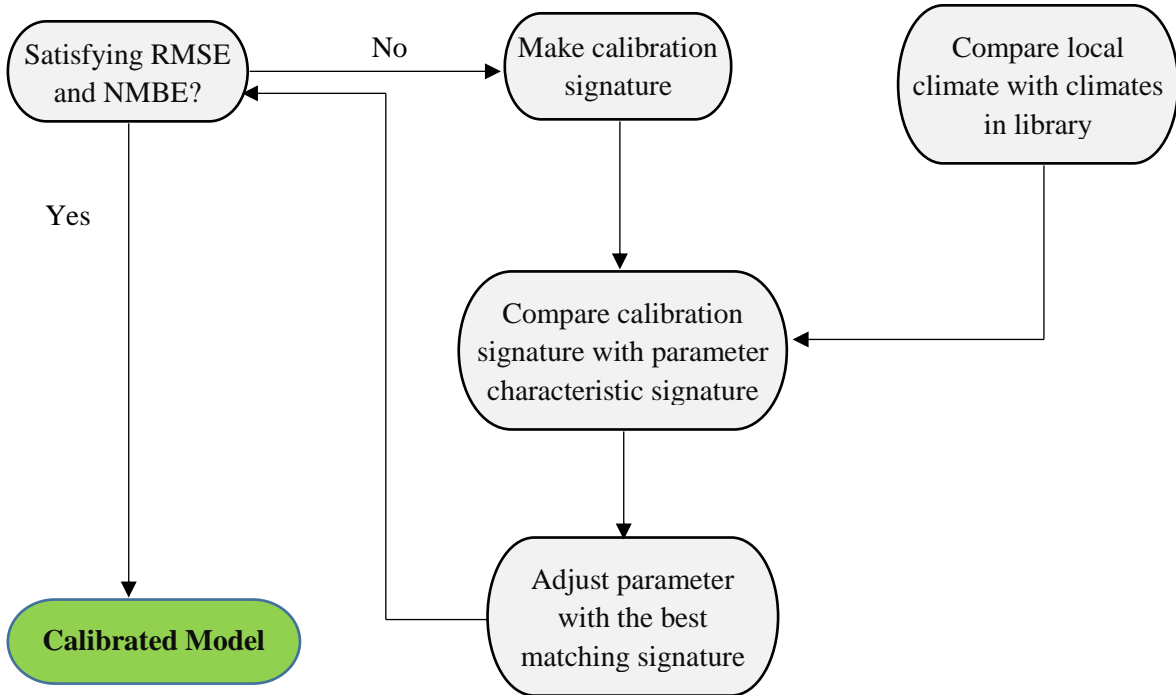 Satisfying RMSE
and NMBE?
No
Make calibration
signature
Compare local
climate with climates
in library
Yes
Compare calibration
signature with parameter
characteristic signature
Adjust parameter
with the best
matching signature
Calibrated Model